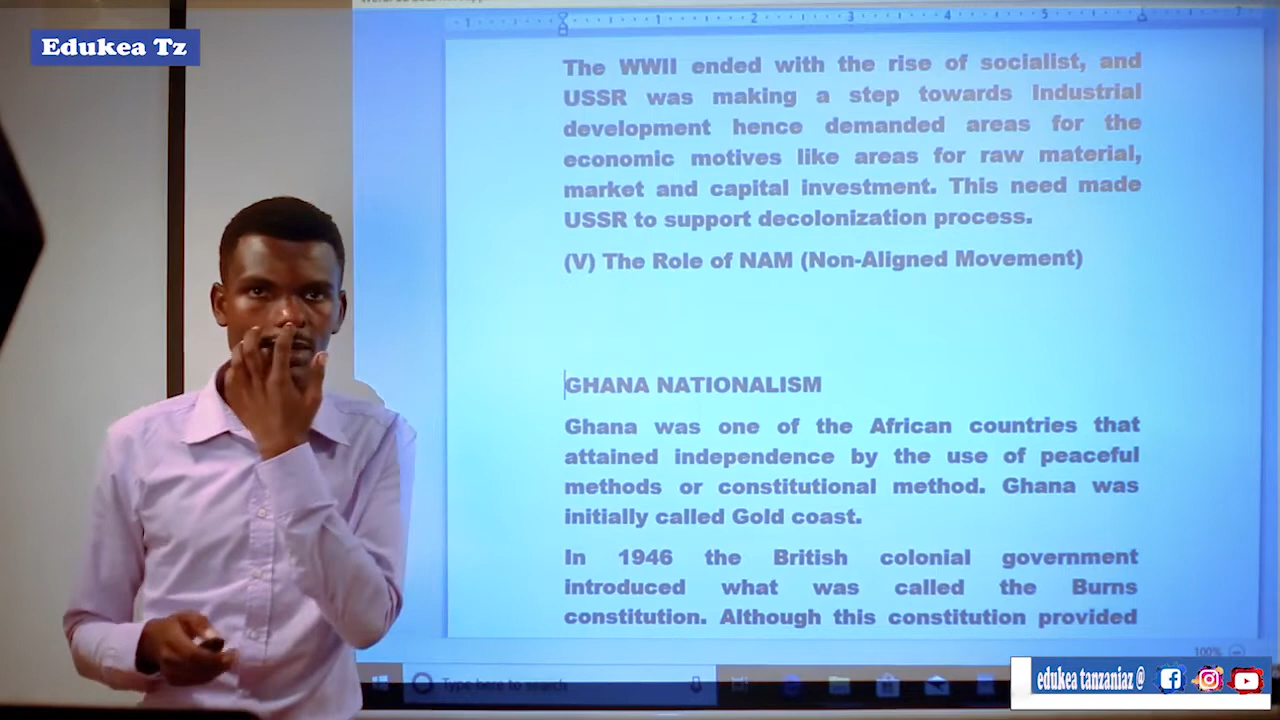 Edukea Tz
The WWII ended with the rise of socialist, and
USSR was making a step towards Industrial
development hence demanded areas for the
economic motives like areas for raw material,
market and capital investment. This need made
USSR to support decolonization process.
(V) The Role of NAM (Non-Aligned Movement)
GHANA NATIONALISM
Ghana was one of the African countries that
attained independence by the use of peaceful
methods or constitutional method. Ghana was
initially called Gold coast.
In 1946 the British colonial government
introduced what was called the Burns
constitution. Although this constitution provided
100%
Type here to search
edukea tanzaniaz @